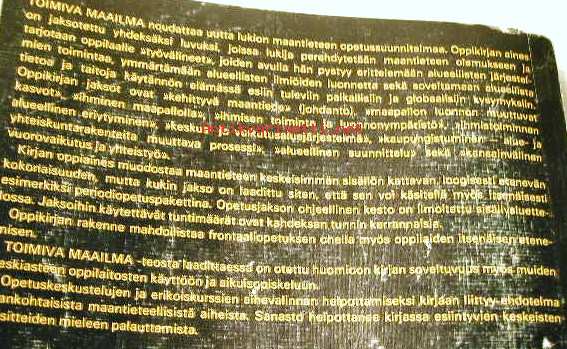 TOIMIVA MAAILMA noudattaa uutta lukion maantieteen opetussuunnitelmaa. Oppikirjan aines
on jaksotettu yhdeksäksi luvuksi, joissa lukija perehdytetään maantieteen olemukseen ja
tarjotaan oppilaalle »työvälineet», joiden avulla hän pystyy erittelemään alueellisten järjestel-
mien toimintaa, ymmärtämään alueellisten ilmiöiden luonnetta sekä soveltamaan alueellista
tietoa ja taitoja käytännön elämässä esiin tuleviin paikallisiin ja globaalisiin kysymyksiin.
Oppikirjan jaksot ovat »kehittyvä maantiede» (johdanto), »maapallon luonnon muuttuvat
kasvot», »ihminen maapallolla», »ihmisen toiminta ja luonnonympäristö», »elinkeinotoiminnan
alueellinen eriytyminen», »keskus- ja vaikutusaluejärjestelmä», »kaupungistuminen — alue- ja
yhteiskuntarakenteita muuttava prosessi», »alueellinen suunnittelu» sekä »kansainvälinen
vuorovaikutus ja yhteistyö».
Kirjan oppiaines muodostaa maantieteen keskeisimmän sisällön kattavan, loogisesti etenevän
kokonaisuuden, mutta kukin jakso on laadittu siten, että sen voi käsitellä myös itsenäisesti
esimerkiksi periodiopetuspakettina. Opetusjakson ohjeellinen kesto on ilmoitettu sisällysluette-
lossa. Jaksoihin käytettävät tuntimäärät ovat kahdeksan tunnin kerrannaisia.
Oppikirjan rakenne mahdollistaa frontaaliopetuksen ohella myös oppilaiden itsenäisen etene-
misen.
TOIMIVA MAAILMA -teosta laadittaessa on otettu huomioon kirjan soveltuvuus myös muiden
keskiasteen oppilaitosten käyttöön ja aikuisopiskeluun.
Opetuskeskustelujen ja erikoiskurssien aihevalinnan helpottamiseksi kirjaan liittyy ehdotelma
ajankohtaisista maantieteellisistä aiheista. Sanasto helpottanee kirjassa esiintyvien keskeisten
käsitteiden mieleen palauttamista.